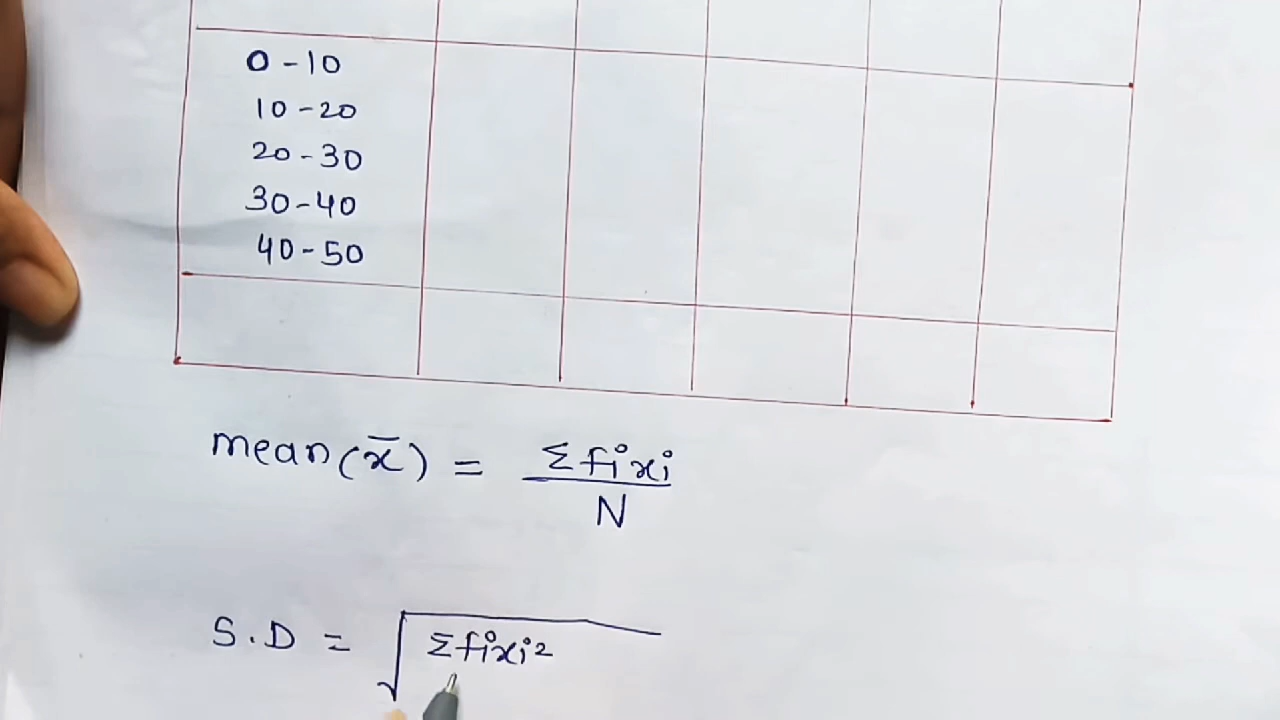 0 - 10
10 - 20
20 - 30
30 - 40
40 - 50
mean (x̄) = Σfixi
N
S.D = √Σfixi²